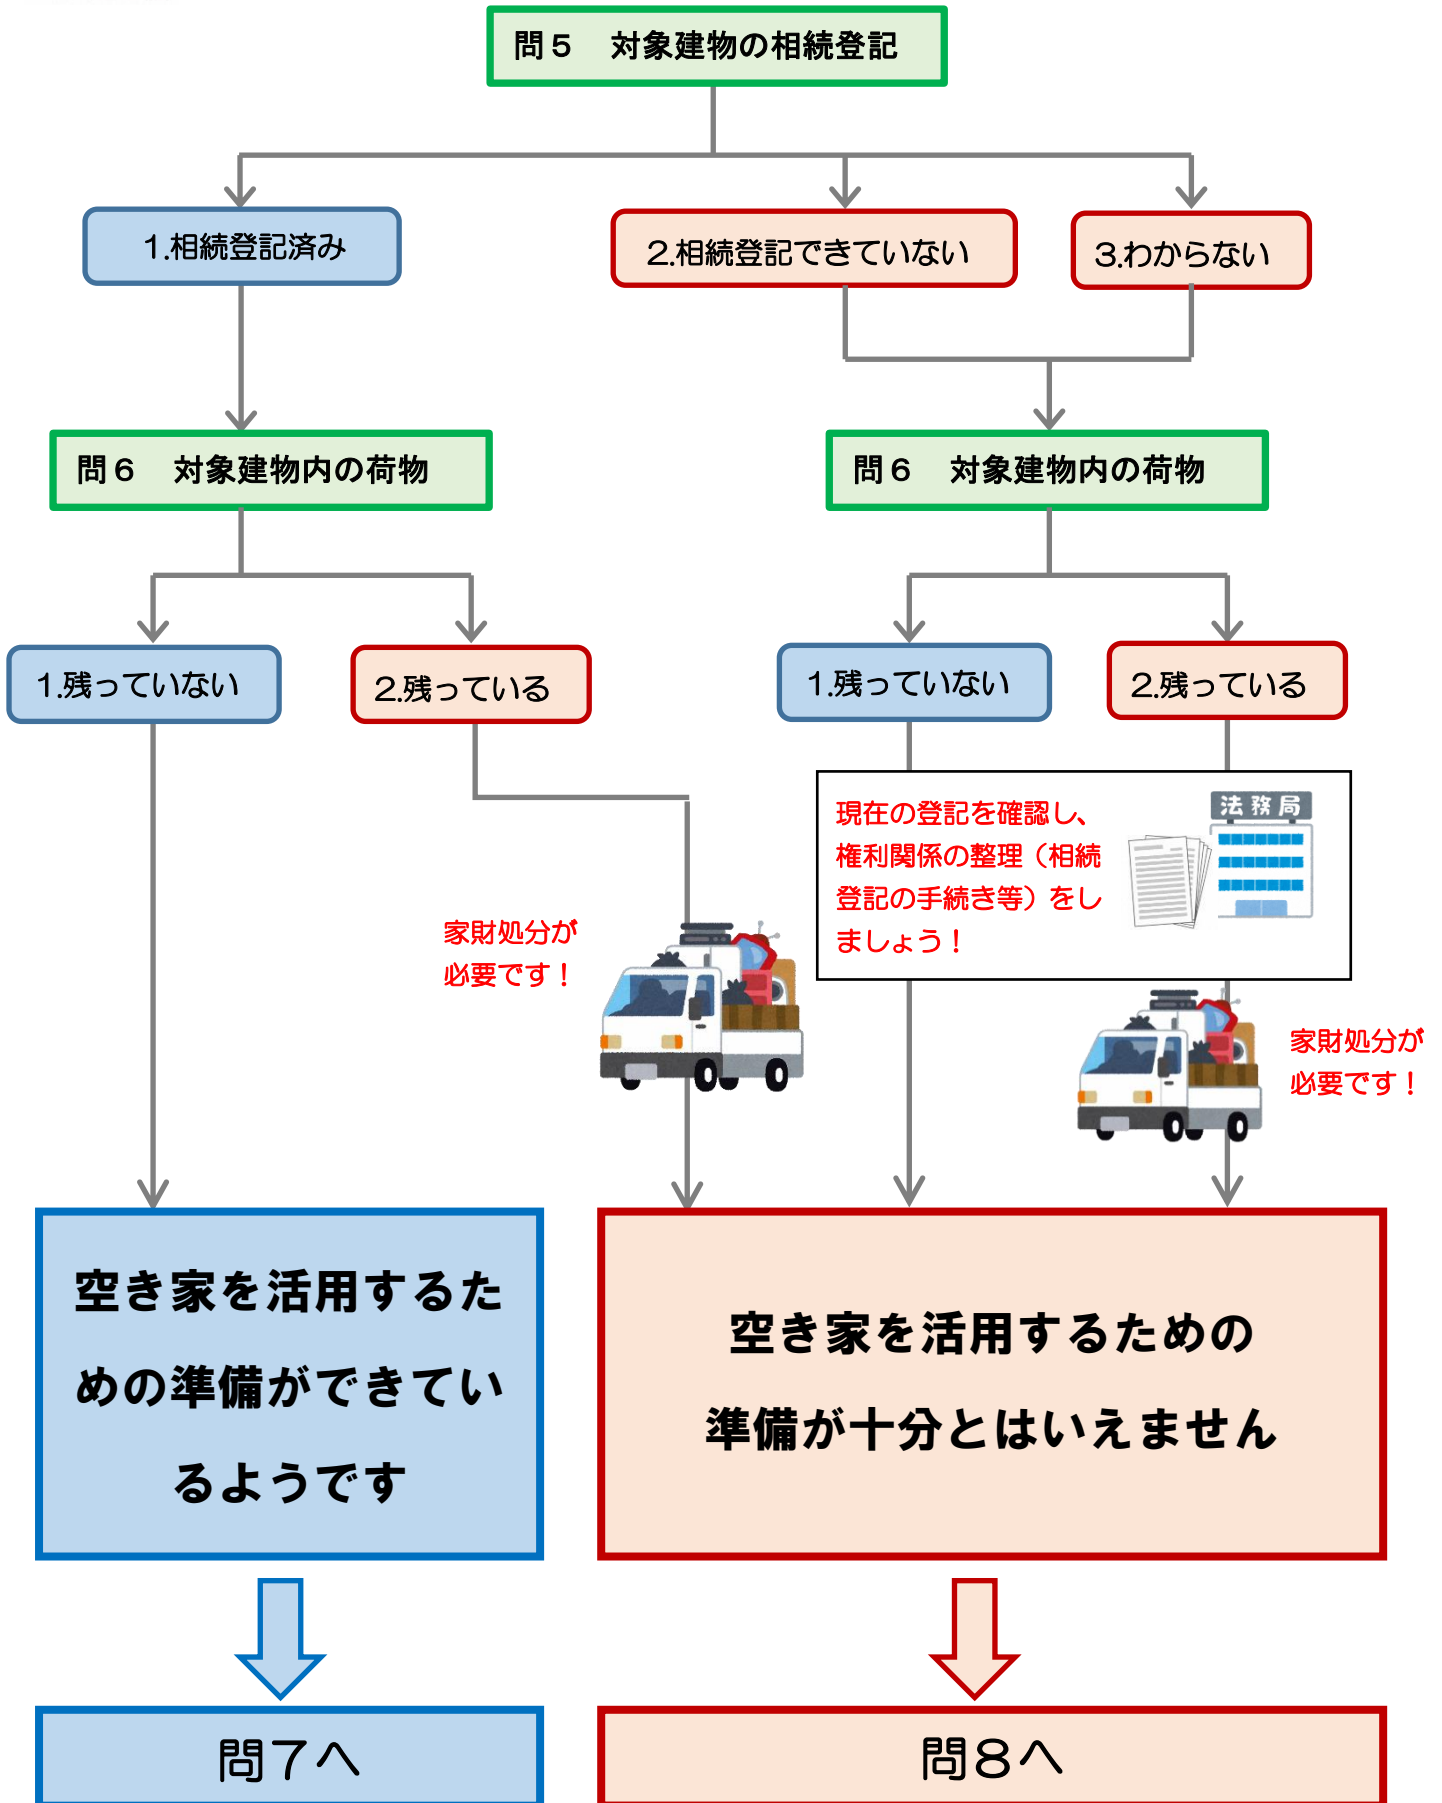 問５　対象建物の相続登記
1.相続登記済み
2.相続登記できていない
3.わからない
問６　対象建物内の荷物
問６　対象建物内の荷物
1.残っていない
2.残っている
1.残っていない
2.残っている
現在の登記を確認し、
権利関係の整理（相続
登記の手続き等）をし
ましょう！
法務局
家財処分が
必要です！
家財処分が
必要です！
空き家を活用するた
めの準備ができてい
るようです
空き家を活用するための
準備が十分とはいえません
問７へ
問８へ